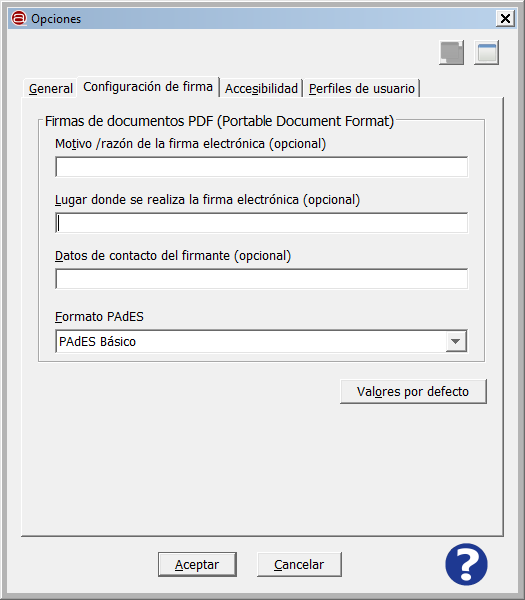 Opciones
General
Configuración de firma
Accesibilidad
Perfiles de usuario
Firmas de documentos PDF (Portable Document Format)
Motivo /razón de la firma electrónica (opcional)
Lugar donde se realiza la firma electrónica (opcional)
Datos de contacto del firmante (opcional)
Formato PAdES
PAdES Básico
Valores por defecto
Aceptar
Cancelar
?